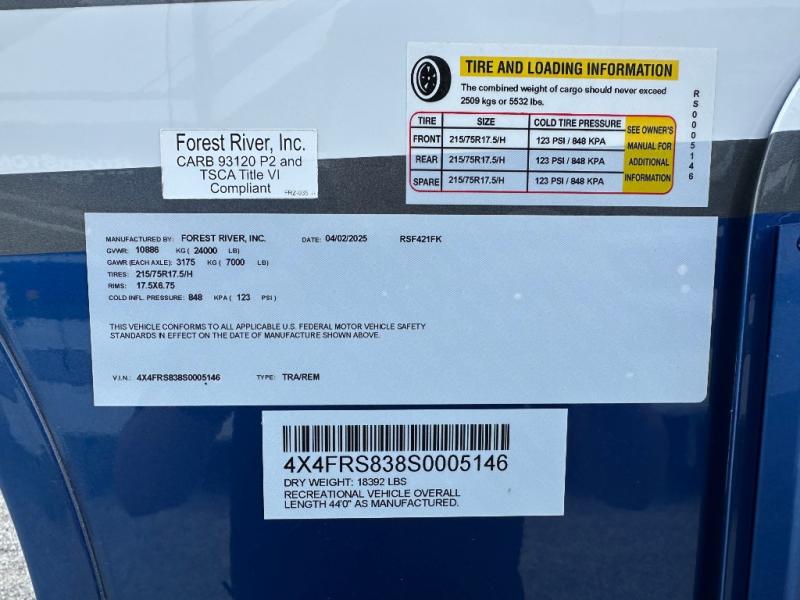 TIRE AND LOADING INFORMATION
The combined weight of cargo should never exceed
2509 kgs or 5532 lbs.
TIRE SIZE COLD TIRE PRESSURE
FRONT 215/75R17.5/H 123 PSI / 848 KPA
REAR 215/75R17.5/H 123 PSI / 848 KPA
SPARE 215/75R17.5/H 123 PSI / 848 KPA
SEE OWNER'S
MANUAL FOR
ADDITIONAL
INFORMATION
RS0005146
Forest River, Inc.
CARB 93120 P2 and
TSCA Title VI
Compliant
MANUFACTURED BY: FOREST RIVER, INC. DATE: 04/02/2025 RSF421FK
GVWR: 10886 KG ( 24000 LB)
GAWR (EACH AXLE): 3175 KG ( 7000 LB)
TIRES: 215/75R17.5/H
RIMS: 17.5X6.75
COLD INFL. PRESSURE: 848 KPA ( 123 PSI )
THIS VEHICLE CONFORMS TO ALL APPLICABLE U.S. FEDERAL MOTOR VEHICLE SAFETY
STANDARDS IN EFFECT ON THE DATE OF MANUFACTURE SHOWN ABOVE.
V.I.N.: 4X4FRS838S0005146 TYPE: TRA/REM
4X4FRS838S0005146
DRY WEIGHT: 18392 LBS
RECREATIONAL VEHICLE OVERALL
LENGTH 44'0" AS MANUFACTURED.